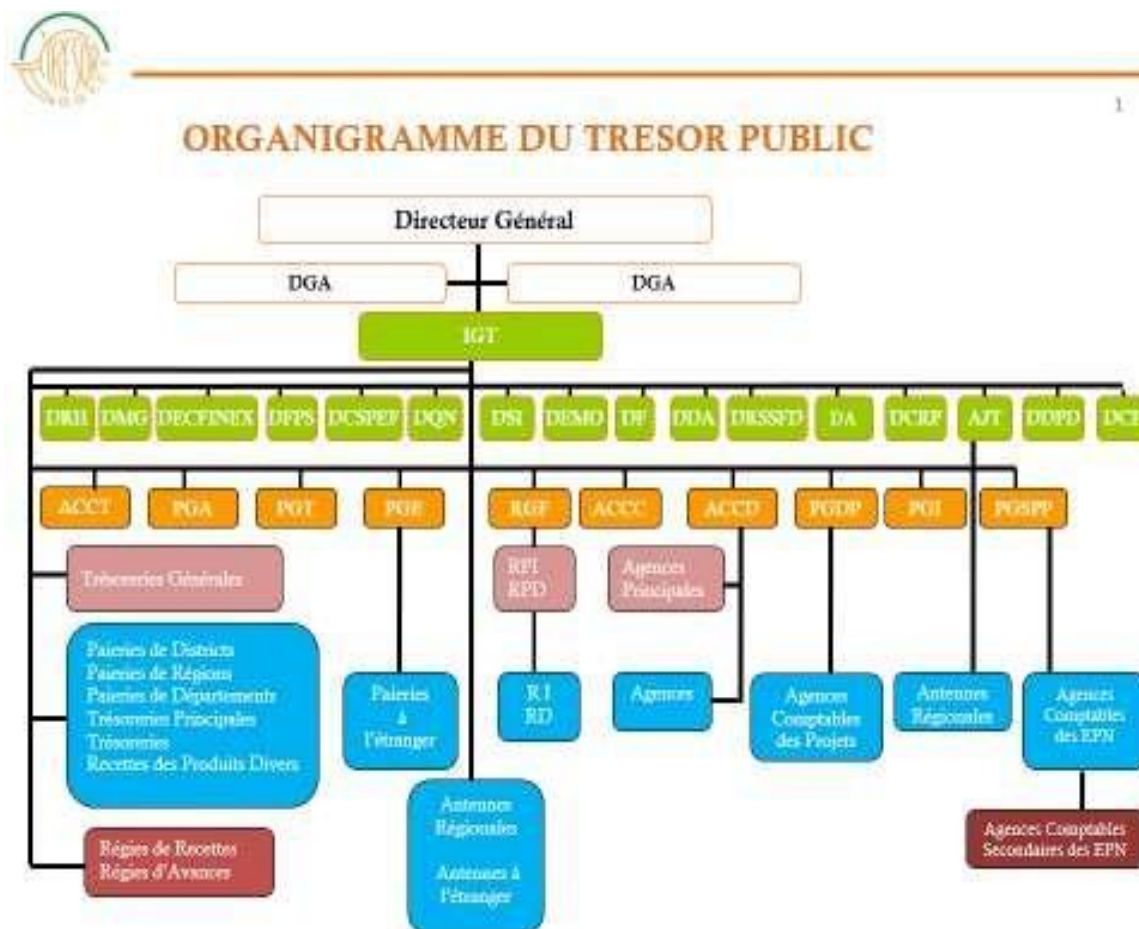 TRESOR
1
ORGANIGRAMME DU TRESOR PUBLIC
Directeur Général
DGA
DGA
IGT
DRH
DMG
DECFINEX
DFPS
DCSPEF
DQN
DSI
DEMO
DF
DDA
DRSSFD
DA
DCRP
AJT
DDPD
ACCT
PGA
PGT
PGE
RGF
ACCC
ACCD
PGDP
PGI
PGSPP
Trésoreries Générales
RPI
RPD
Agences
Principales
Paieries de Districts
Paieries de Régions
Paieries de Départements
Trésoreries Principales
Trésoreries
Recettes des Produits Divers
Paieries
à
l'étranger
RI
RD
Agences
Agences
Comptables
des Projets
Antennes
Régionales
Agences
Comptables
des EPN
Antennes
Régionales
Antennes à
l'étranger
Régies de Recettes
Régies d'Avances
Agences Comptables
Secondaires des EPN